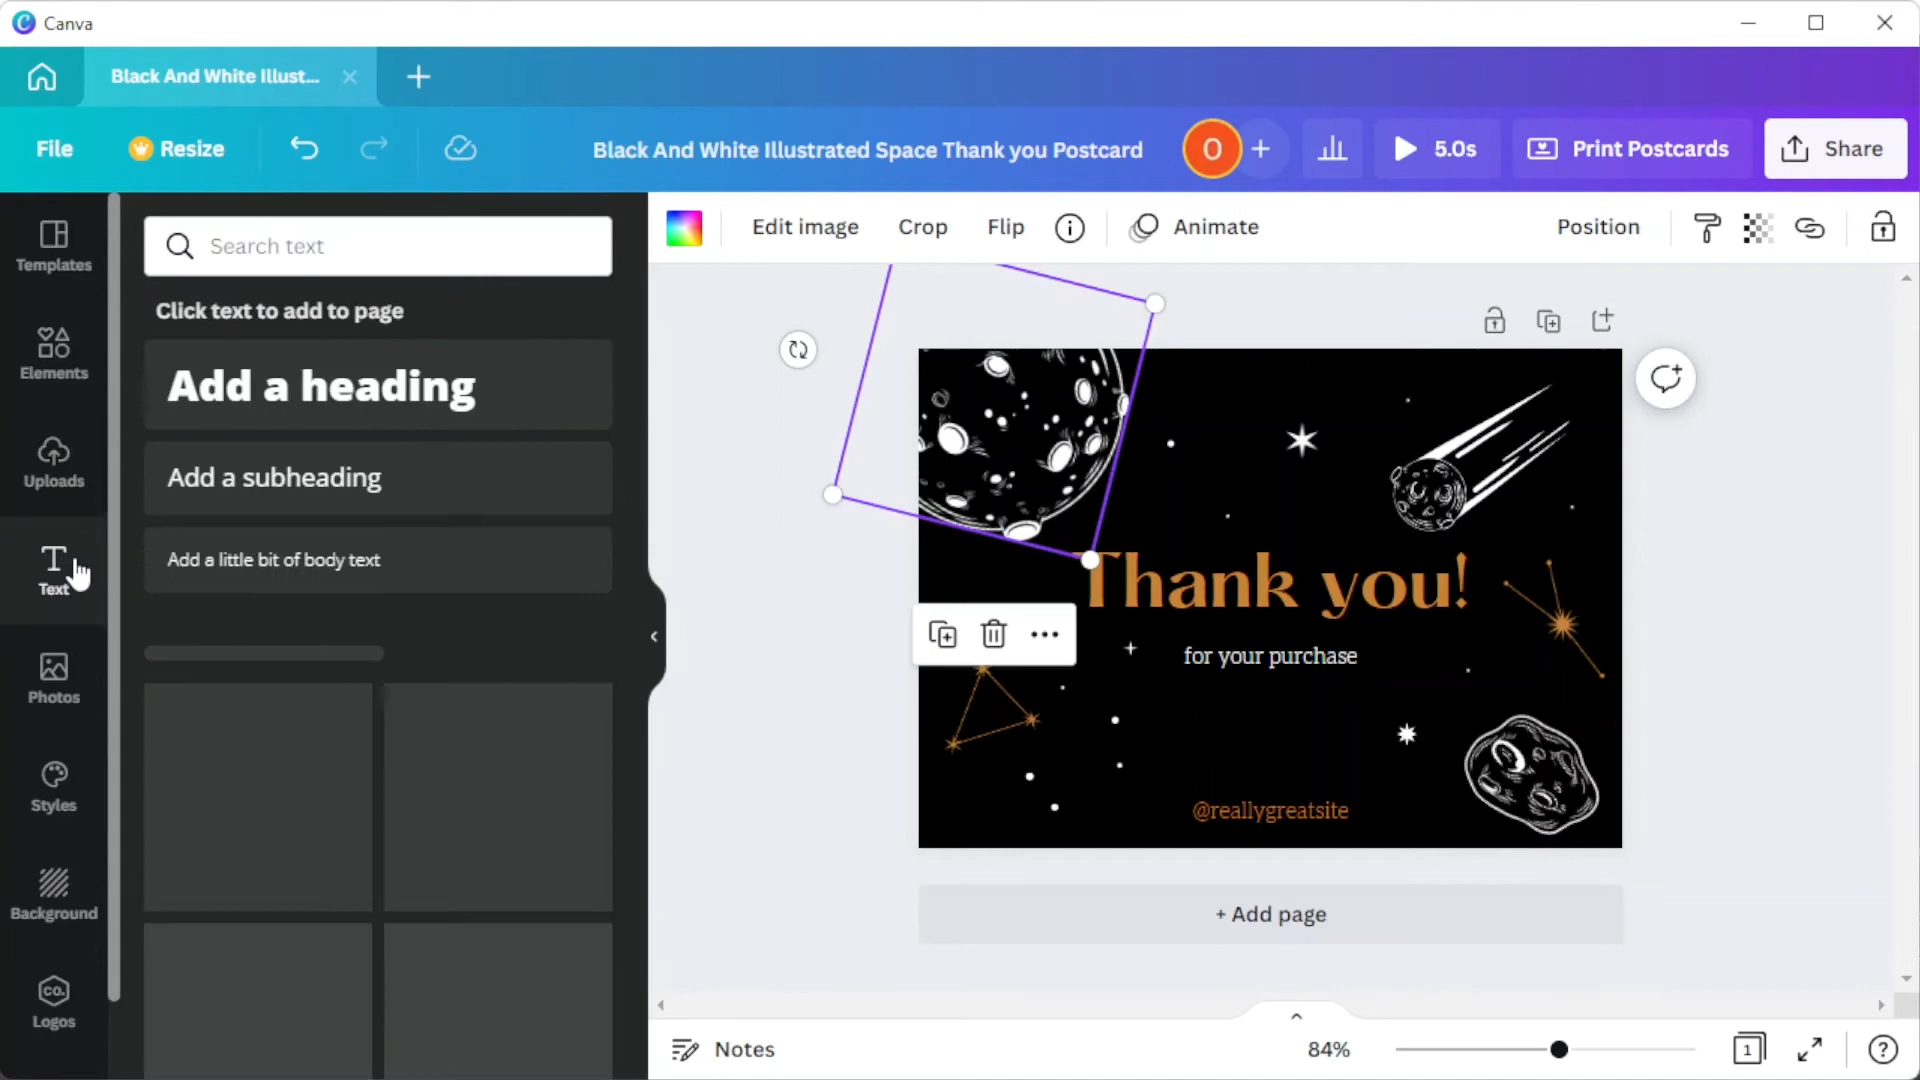 Canva
Black And White Illust...
File
Resize
Black And White Illustrated Space Thank you Postcard
O
5.0s
Print Postcards
Share
Templates
Elements
Uploads
Text
Photos
Styles
Background
CO.
Logos
Search text
Click text to add to page
Add a heading
Add a subheading
Add a little bit of body text
Edit image
Crop
Flip
Animate
Position
Thank you!
for your purchase
@reallygreatsite
+ Add page
Notes
84%
1